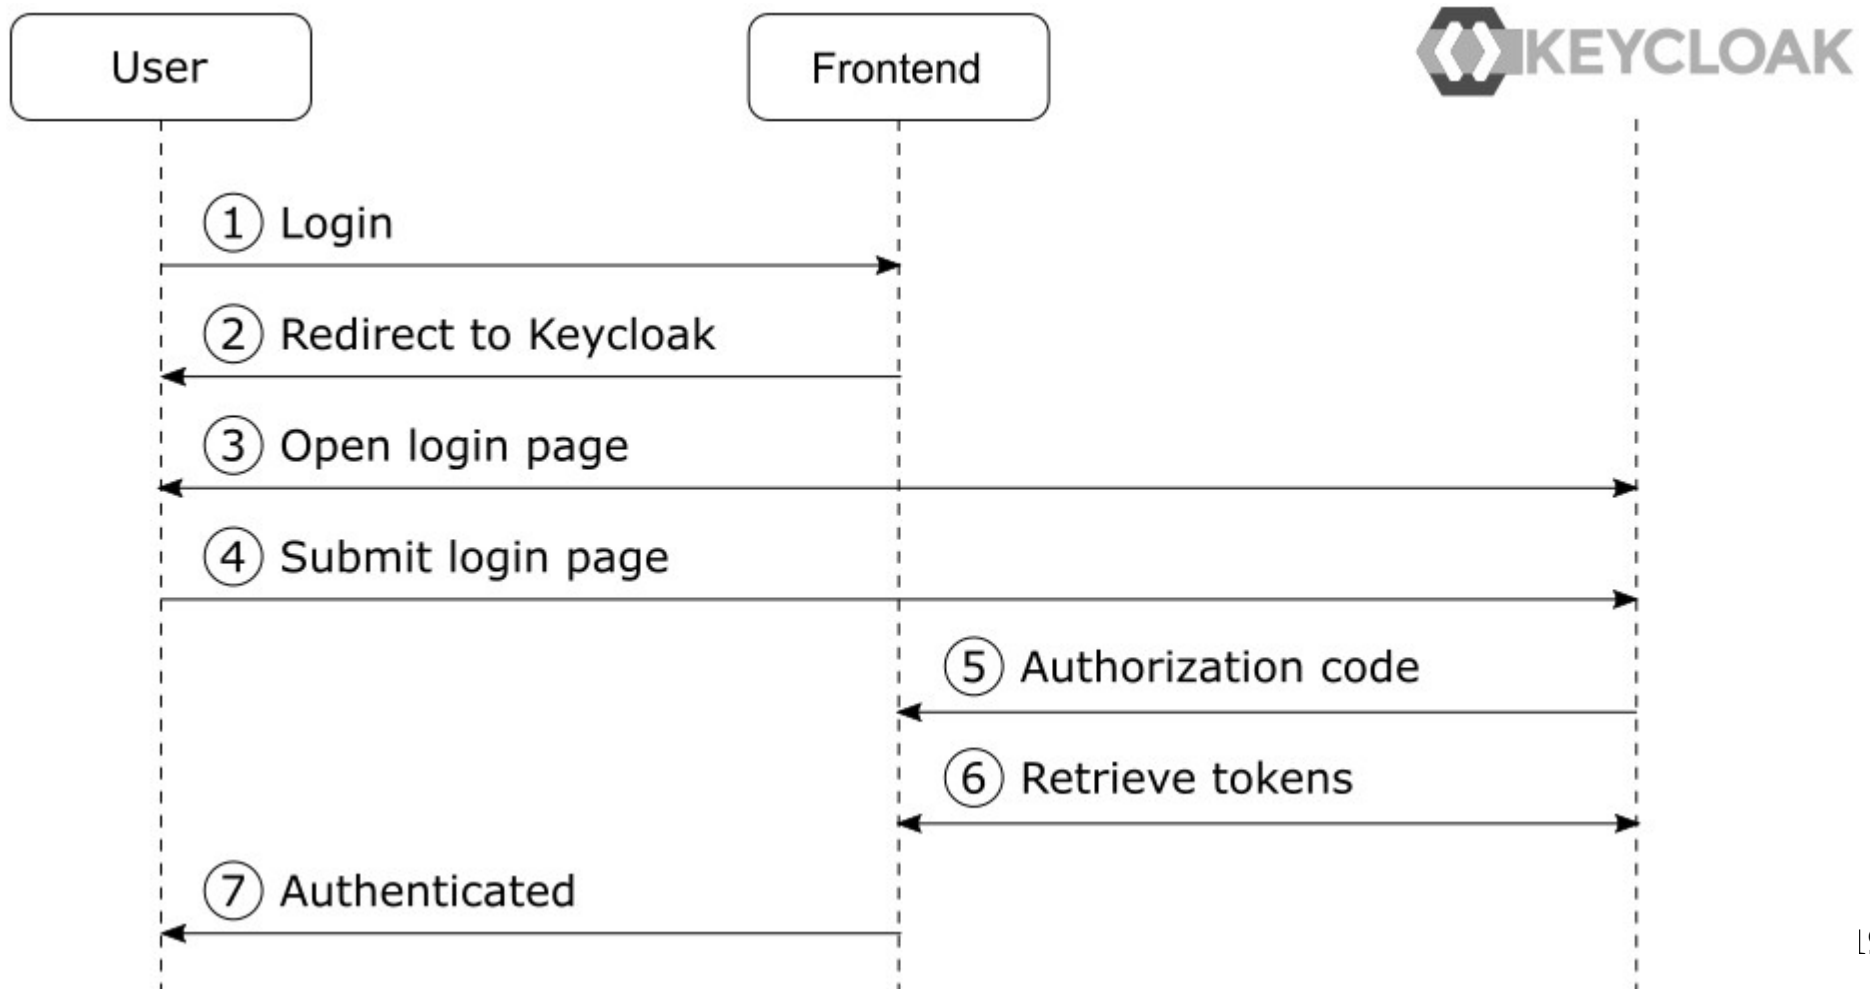 User
Frontend
KEYCLOAK
1 Login
2 Redirect to Keycloak
3 Open login page
4 Submit login page
5 Authorization code
6 Retrieve tokens
7 Authenticated